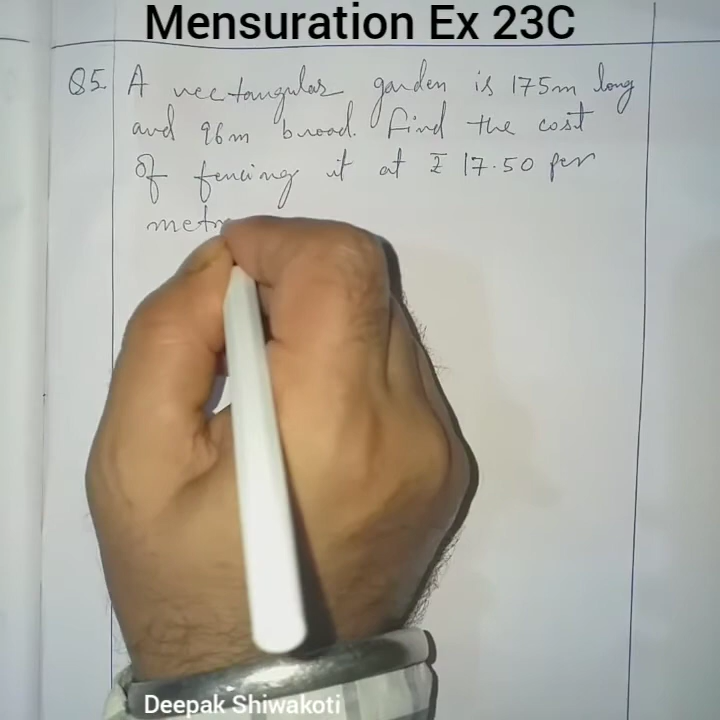 Mensuration Ex 23C
Q5. A rectangular garden is 175m long
and 96m broad. Find the cost
of fencing it at ₹ 17.50 per
metr
Deepak Shiwakoti